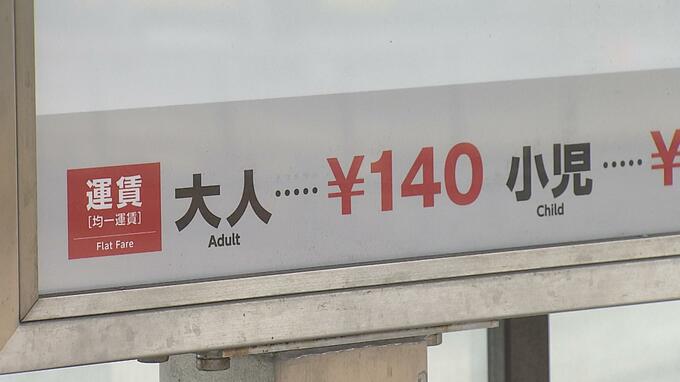 運賃
[均一運賃]
Flat Fare
大人·····¥140
Adult
小児·····¥
Child